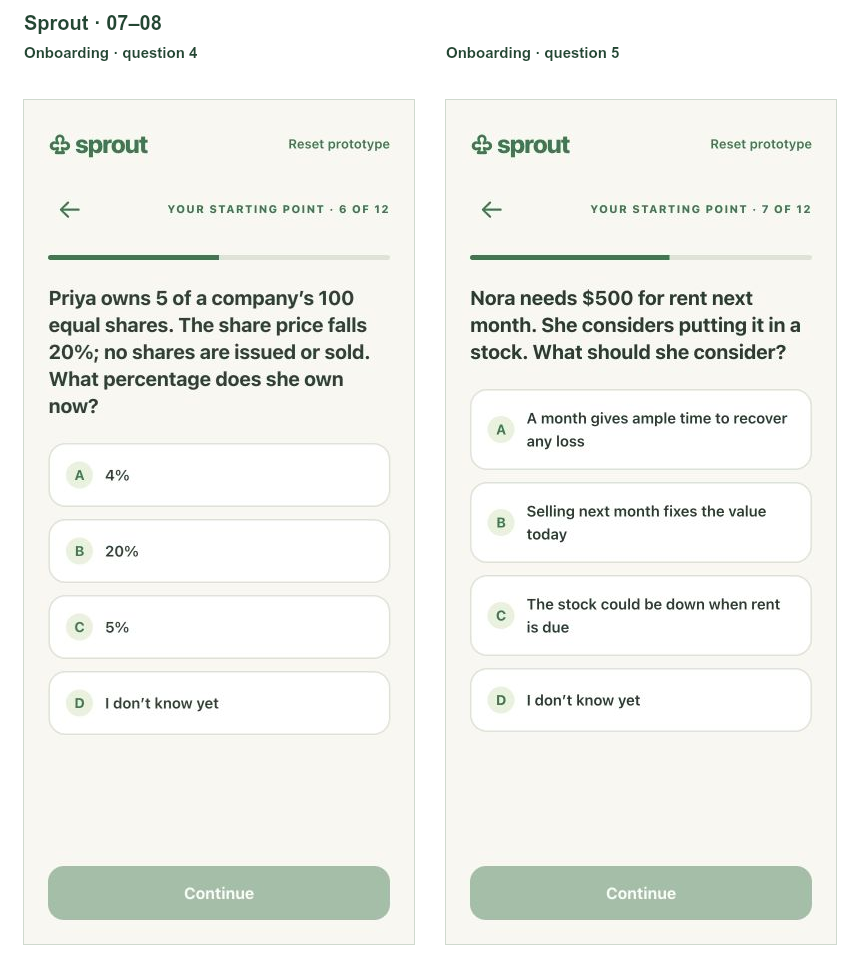 Sprout · 07–08
Onboarding · question 4
sprout
Reset prototype
YOUR STARTING POINT · 6 OF 12
Priya owns 5 of a company’s 100
equal shares. The share price falls
20%; no shares are issued or sold.
What percentage does she own
now?
A 4%
B 20%
C 5%
D I don’t know yet
Continue
Onboarding · question 5
sprout
Reset prototype
YOUR STARTING POINT · 7 OF 12
Nora needs $500 for rent next
month. She considers putting it in a
stock. What should she consider?
A A month gives ample time to recover
any loss
B Selling next month fixes the value
today
C The stock could be down when rent
is due
D I don’t know yet
Continue